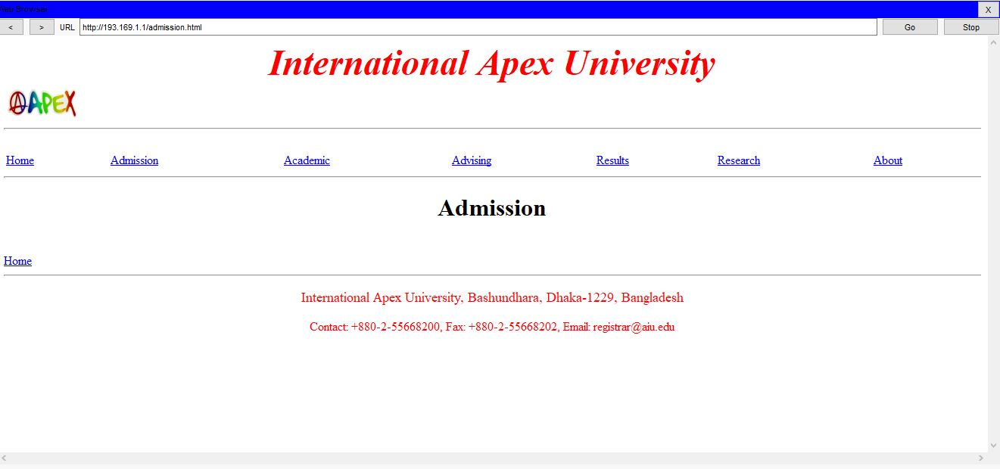 Web Browser
X
< > URL http://193.169.1.1/admission.html Go Stop
International Apex University
APEX
Home Admission Academic Advising Results Research About
Admission
Home
International Apex University, Bashundhara, Dhaka-1229, Bangladesh
Contact: +880-2-55668200, Fax: +880-2-55668202, Email: registrar@aiu.edu